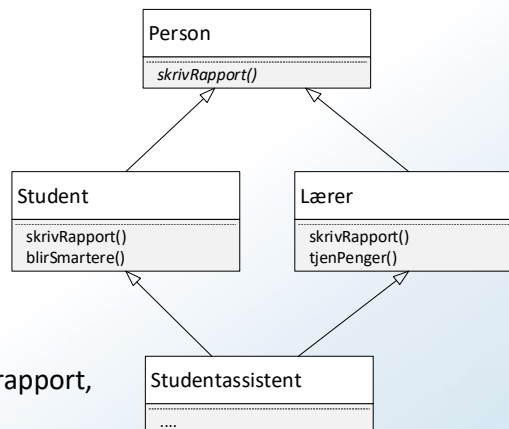 Person
skrivRapport()
Student
skrivRapport()
blirSmartere()
Lærer
skrivRapport()
tjenPenger()
rapport,
Studentassistent
....